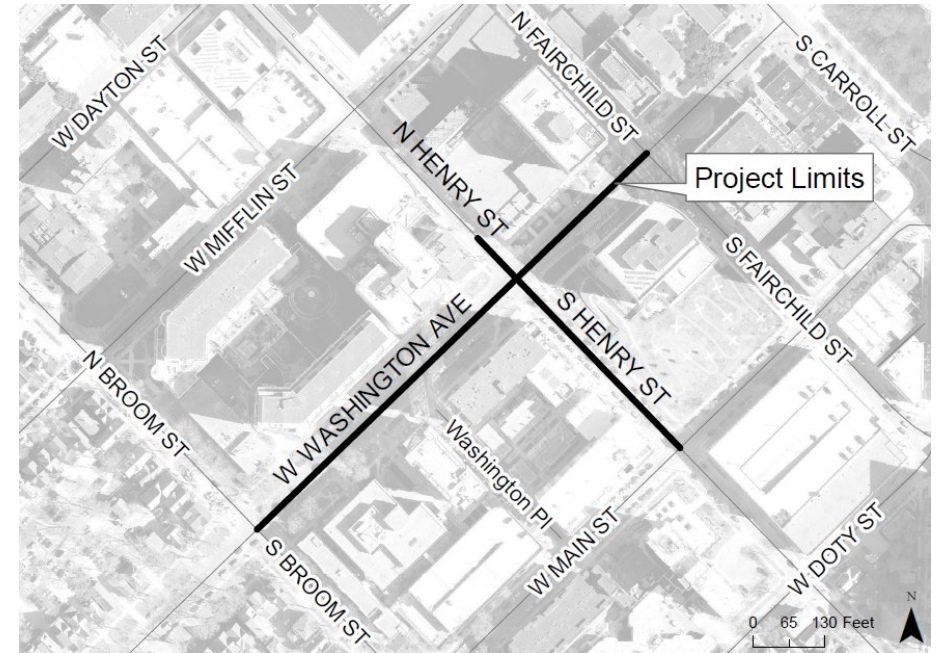 W DAYTON ST
N FAIRCHILD ST
S CARROLL ST
N HENRY ST
W MIFFLIN ST
Project Limits
S FAIRCHILD ST
S HENRY ST
W WASHINGTON AVE
N BROOM ST
Washington Pl
W MAIN ST
S BROOM ST
W DOTY ST
N
0 65 130 Feet